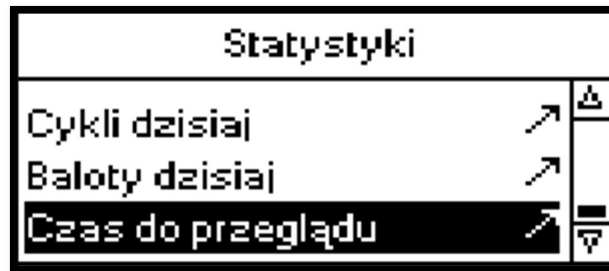 Statystyki
Cykli dzisiaj
Baloty dzisiaj
Czas do przeglądu